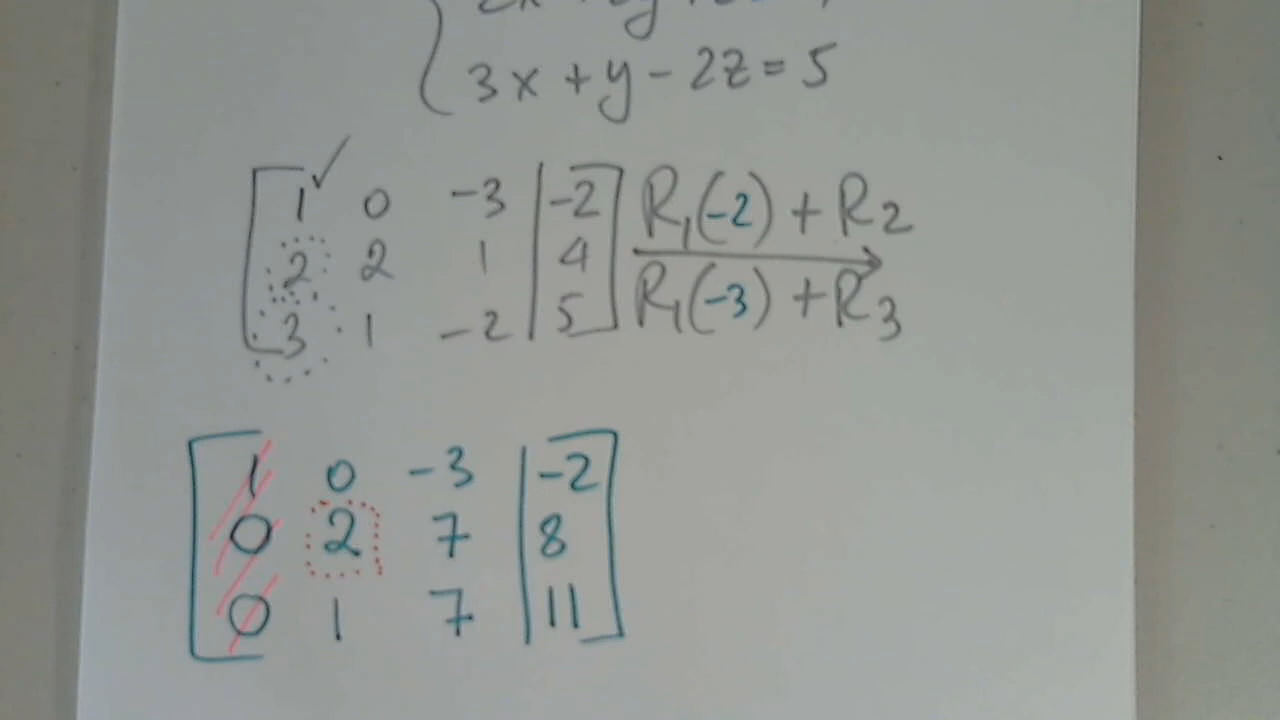 3x + y - 2z = 5
1 ✓ 0 -3 | -2 R₁(-2) + R2
2 2 1 | 4
3 1 -2 | 5 R₁(-3) + R3
1 0 -3 | -2
0 2 7 | 8
0 1 7 | 11